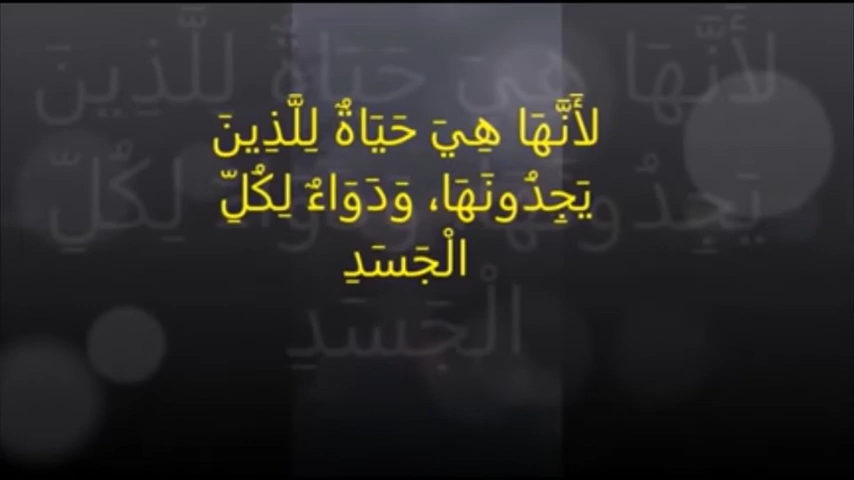 لأَنَّهَا هِيَ حَيَاةٌ لِلَّذِينَ
يَجِدُونَهَا، وَدَوَاءٌ لِكُلِّ
الْجَسَدِ